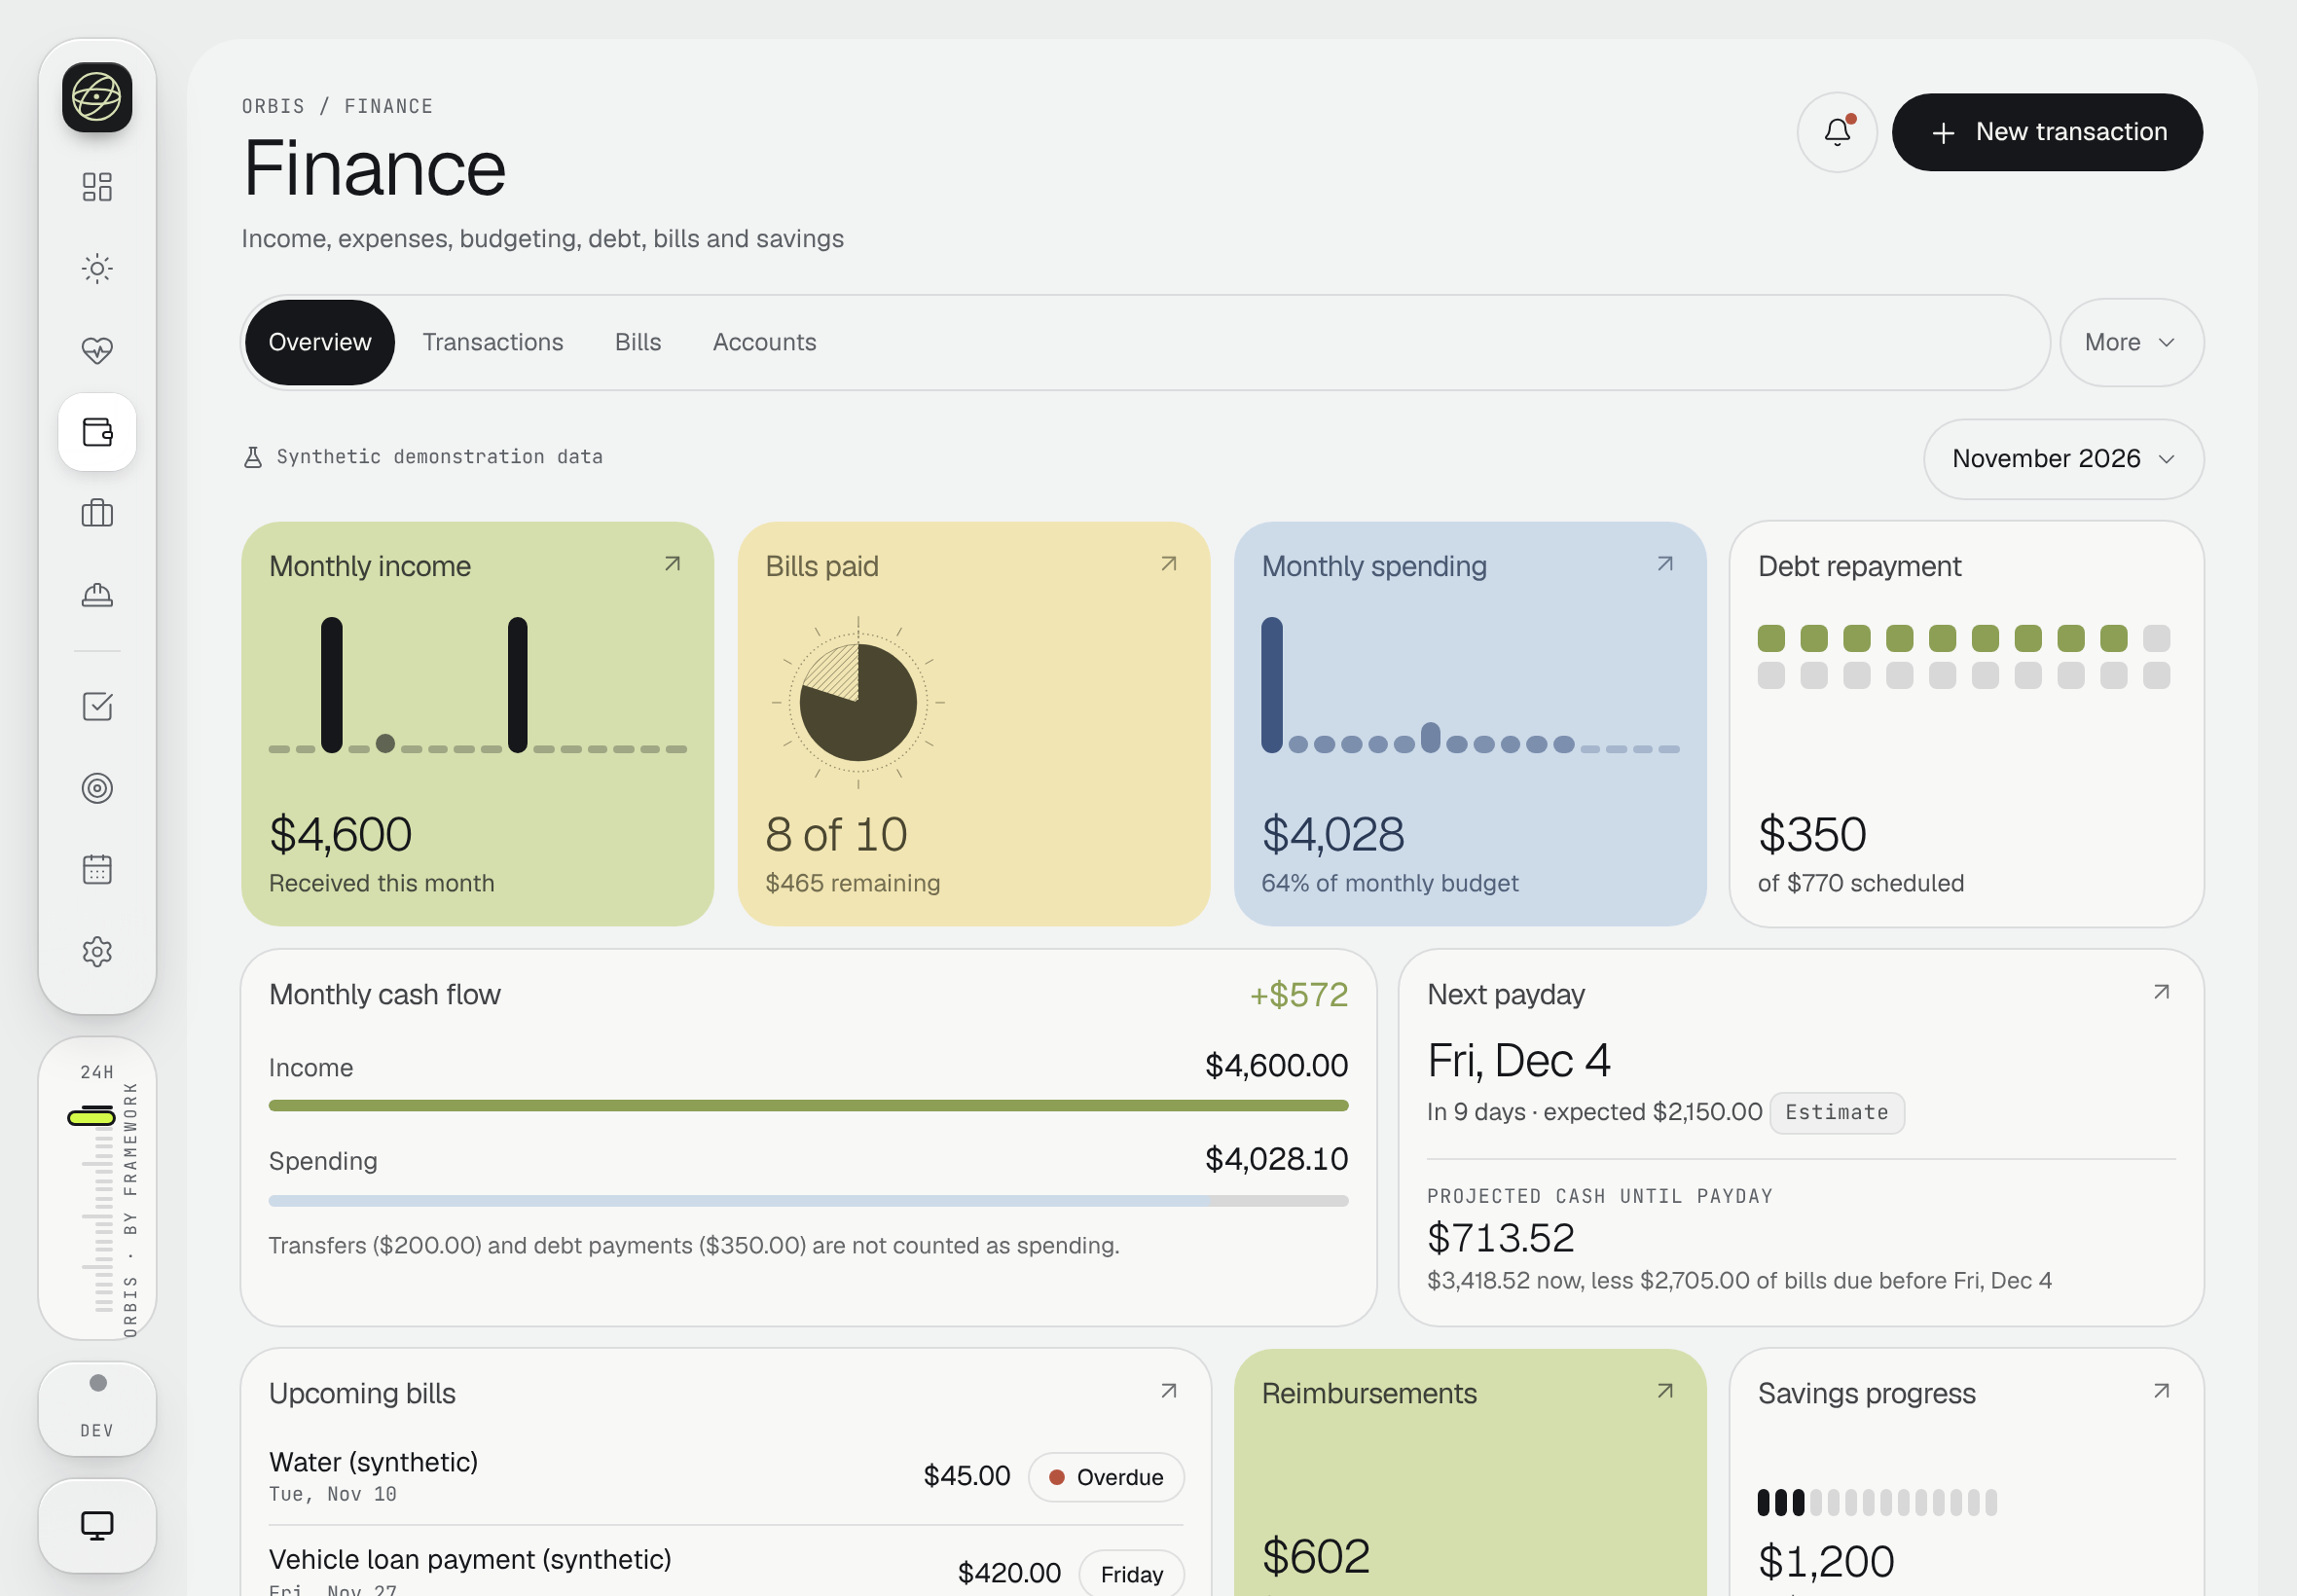 ORBIS / FINANCE
Finance
Income, expenses, budgeting, debt, bills and savings
New transaction
Overview
Transactions
Bills
Accounts
More
Synthetic demonstration data
November 2026
Monthly income
$4,600
Received this month
Bills paid
8 of 10
$465 remaining
Monthly spending
$4,028
64% of monthly budget
Debt repayment
$350
of $770 scheduled
Monthly cash flow
+$572
Income
$4,600.00
Spending
$4,028.10
Transfers ($200.00) and debt payments ($350.00) are not counted as spending.
Next payday
Fri, Dec 4
In 9 days · expected $2,150.00 Estimate
PROJECTED CASH UNTIL PAYDAY
$713.52
$3,418.52 now, less $2,705.00 of bills due before Fri, Dec 4
24H
ORBIS · BY FRAMEWORK
DEV
Upcoming bills
Water (synthetic)
Tue, Nov 10
$45.00
Overdue
Vehicle loan payment (synthetic)
Fri, Nov 27
$420.00
Friday
Reimbursements
$602
Savings progress
$1,200